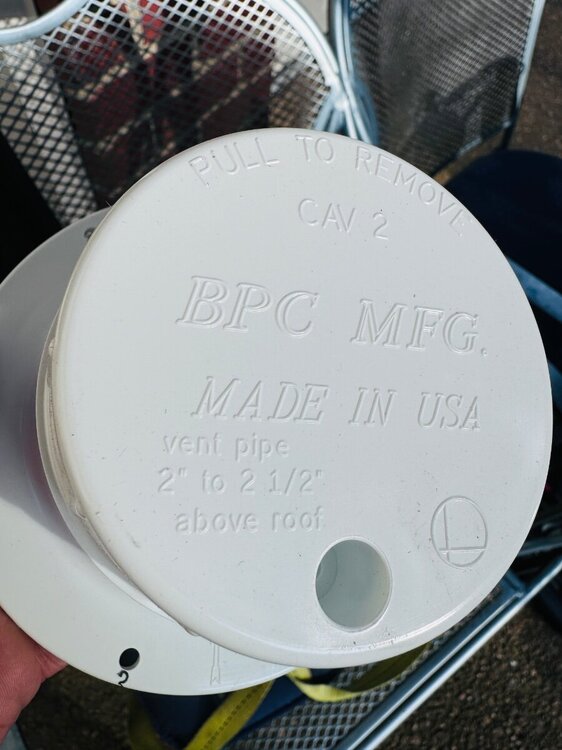 PULL TO REMOVE
CAV 2
BPC MFG.
MADE IN USA
vent pipe
2" to 2 1/2"
above roof